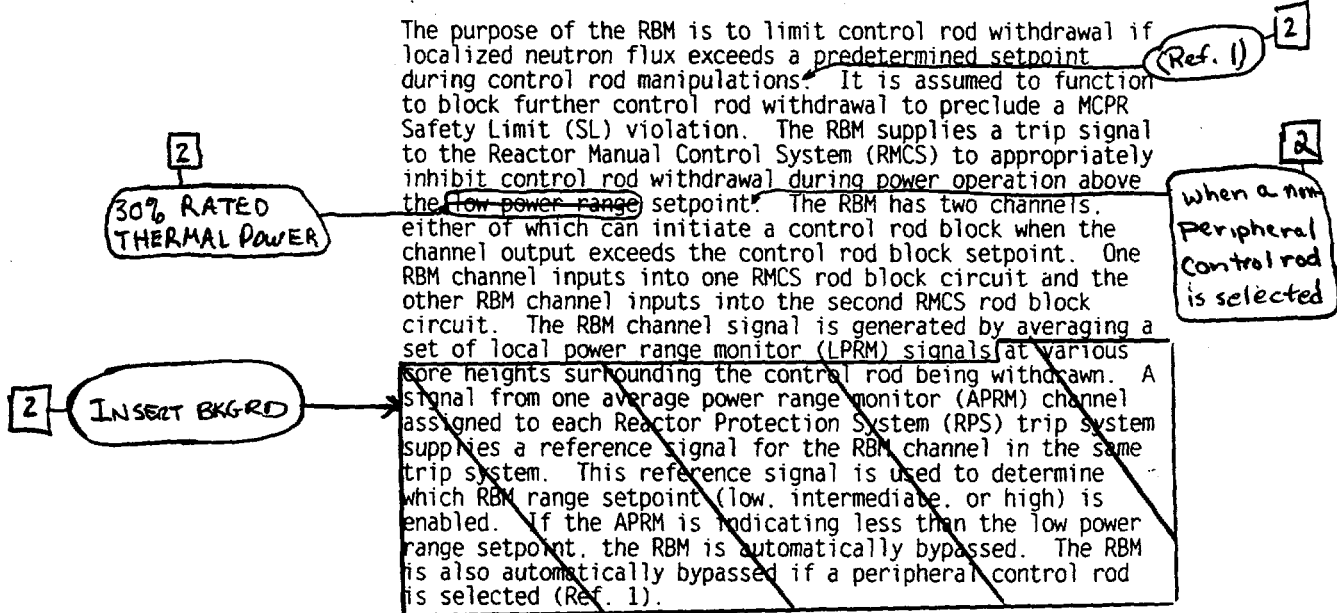 The purpose of the RBM is to limit control rod withdrawal if
localized neutron flux exceeds a predetermined setpoint
during control rod manipulations. It is assumed to function
to block further control rod withdrawal to preclude a MCPR
Safety Limit (SL) violation. The RBM supplies a trip signal
to the Reactor Manual Control System (RMCS) to appropriately
inhibit control rod withdrawal during power operation above
the low power range setpoint. The RBM has two channels,
either of which can initiate a control rod block when the
channel output exceeds the control rod block setpoint. One
RBM channel inputs into one RMCS rod block circuit and the
other RBM channel inputs into the second RMCS rod block
circuit. The RBM channel signal is generated by averaging a
set of local power range monitor (LPRM) signals at various
core heights surrounding the control rod being withdrawn. A
signal from one average power range monitor (APRM) channel
assigned to each Reactor Protection System (RPS) trip system
supplies a reference signal for the RBM channel in the same
trip system. This reference signal is used to determine
which RBM range setpoint (low, intermediate, or high) is
enabled. If the APRM is indicating less than the low power
range setpoint, the RBM is automatically bypassed. The RBM
is also automatically bypassed if a peripheral control rod
is selected (Ref. 1).
2
(Ref. 1)
2
30% RATED
THERMAL POWER
2
when a non
peripheral
control rod
is selected
2
INSERT BKGRD